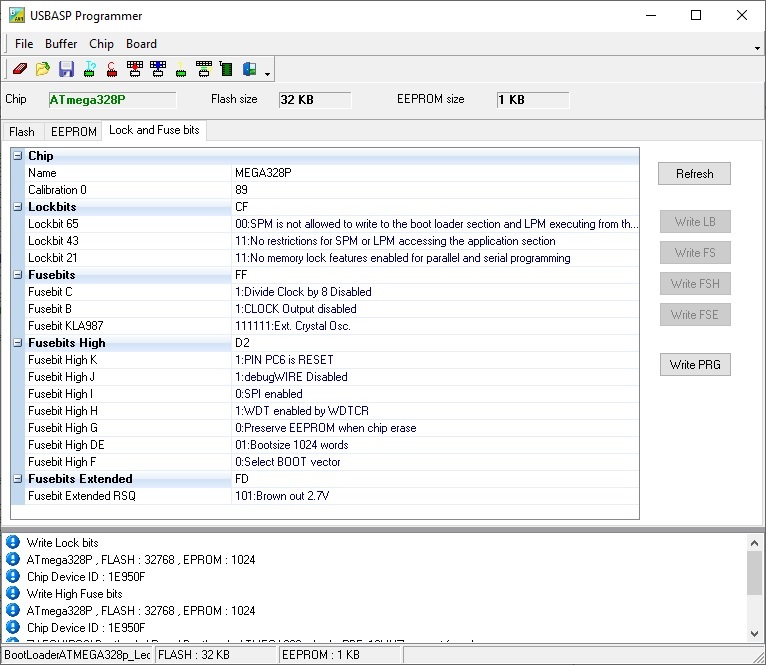 USBASP Programmer
File Buffer Chip Board
Chip ATmega328P Flash size 32 KB EEPROM size 1 KB
Flash EEPROM Lock and Fuse bits
Chip
Name MEGA328P
Calibration 0 89
Lockbits CF
Lockbit 65 00:SPM is not allowed to write to the boot loader section and LPM executing from th...
Lockbit 43 11:No restrictions for SPM or LPM accessing the application section
Lockbit 21 11:No memory lock features enabled for parallel and serial programming
Fusebits FF
Fusebit C 1:Divide Clock by 8 Disabled
Fusebit B 1:CLOCK Output disabled
Fusebit KLA987 111111:Ext. Crystal Osc.
Fusebits High D2
Fusebit High K 1:PIN PC6 is RESET
Fusebit High J 1:debugWIRE Disabled
Fusebit High I 0:SPI enabled
Fusebit High H 1:WDT enabled by WDTCR
Fusebit High G 0:Preserve EEPROM when chip erase
Fusebit High DE 01:Bootsize 1024 words
Fusebit High F 0:Select BOOT vector
Fusebits Extended FD
Fusebit Extended RSQ 101:Brown out 2.7V
Refresh
Write LB
Write FS
Write FSH
Write FSE
Write PRG
Write Lock bits
ATmega328P , FLASH : 32768 , EPROM : 1024
Chip Device ID : 1E950F
Write High Fuse bits
ATmega328P , FLASH : 32768 , EPROM : 1024
Chip Device ID : 1E950F
BootLoaderATMEGA328p_Lec FLASH : 32 KB EEPROM : 1 KB